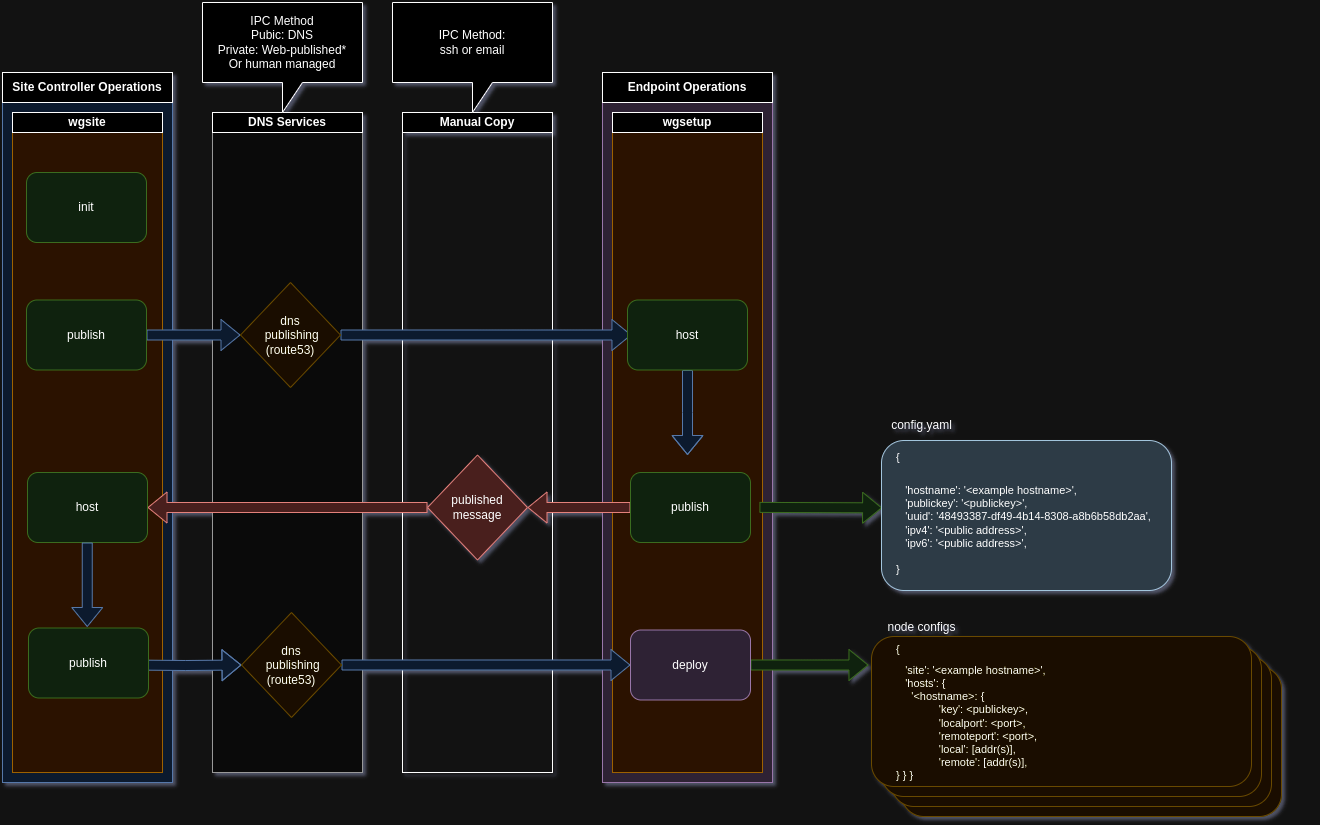 IPC Method
Pubic: DNS
Private: Web-published*
Or human managed
IPC Method:
ssh or email
Site Controller Operations
Endpoint Operations
wgsite
DNS Services
Manual Copy
wgsetup
init
publish
dns
publishing
(route53)
host
config.yaml
{
'hostname': '<example hostname>',
'publickey': '<publickey>',
'uuid': '48493387-df49-4b14-8308-a8b6b58db2aa',
'ipv4': '<public address>',
'ipv6': '<public address>',
}
host
published
message
publish
publish
dns
publishing
(route53)
deploy
node configs
{
'site': '<example hostname>',
'hosts': {
'<hostname>: {
'key': <publickey>,
'localport': <port>,
'remoteport': <port>,
'local': [addr(s)],
'remote': [addr(s)],
} } }